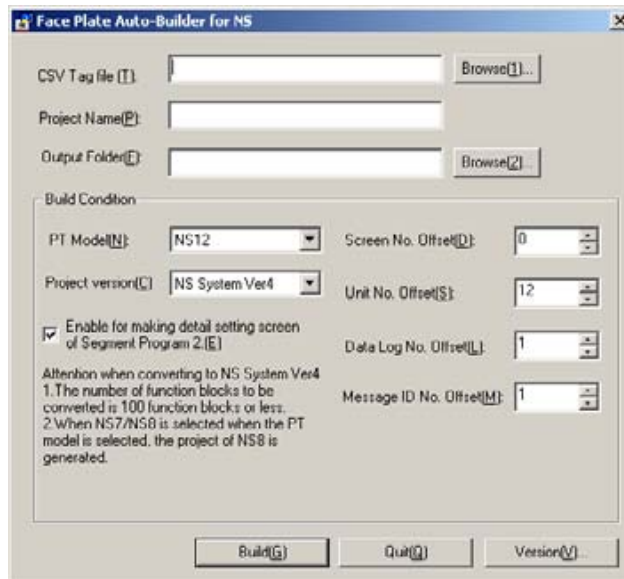 Face Plate Auto-Builder for NS
CSV Tag file (T):
Browse(1)...
Project Name(P):
Output Folder(F):
Browse(2)...
Build Condition
PT Model(N): NS12
Screen No. Offset(D): 0
Project version(C) NS System Ver4
Unit No. Offset(S): 12
Enable for making detail setting screen
of Segment Program 2.(E)
Data Log No. Offset(L): 1
Attention when converting to NS System Ver4
1.The number of function blocks to be
converted is 100 function blocks or less.
2.When NS7/NS8 is selected when the PT
model is selected, the project of NS8 is
generated.
Message ID No. Offset(M): 1
Build(G)
Quit(Q)
Version(V)...